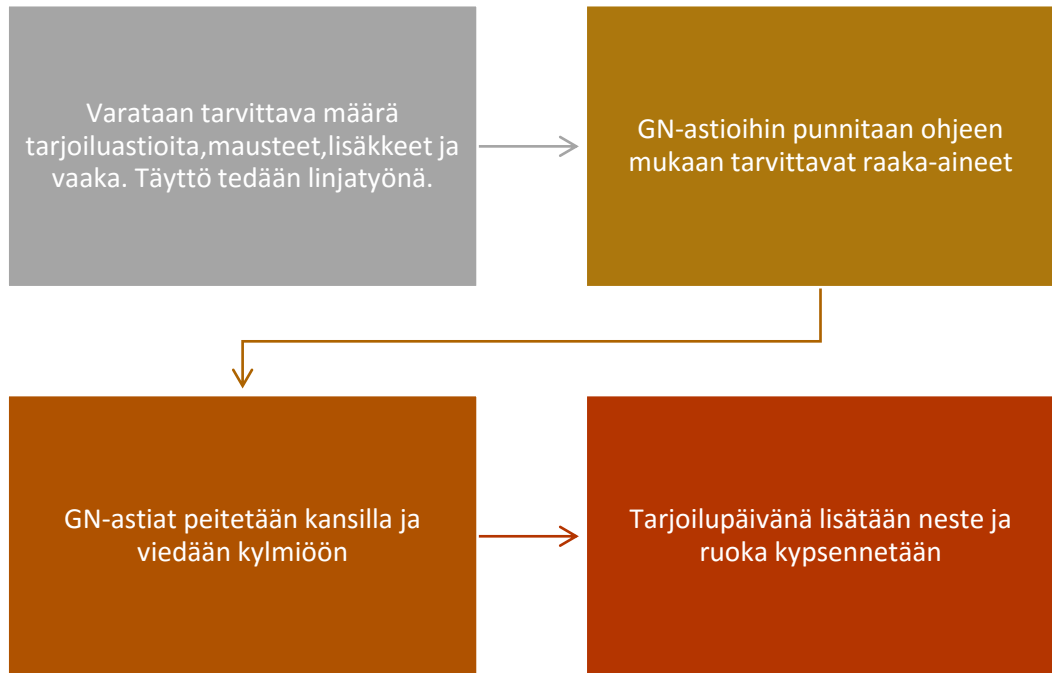 Varataan tarvittava määrä
tarjoiluastioita,mausteet,lisäkkeet ja
vaaka. Täyttö tedään linjatyönä.
GN-astioihin punnitaan ohjeen
mukaan tarvittavat raaka-aineet
GN-astiat peitetään kansilla ja
viedään kylmiöön
Tarjoilupäivänä lisätään neste ja
ruoka kypsennetään